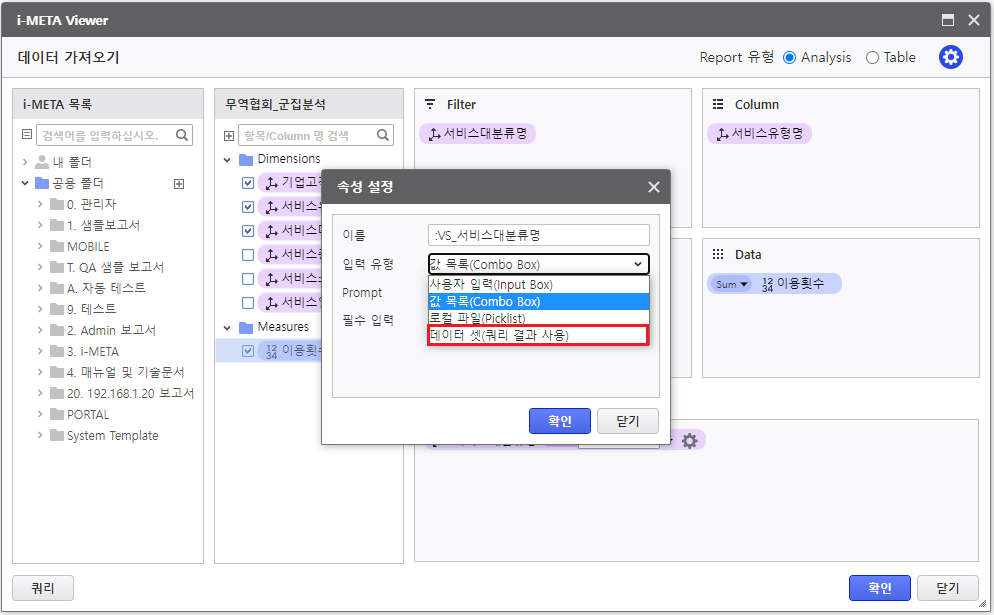 i-META Viewer
데이터 가져오기
Report 유형 Analysis Table
i-META 목록
검색어를 입력하십시오.
내 폴더
공용 폴더
0. 관리자
1. 샘플보고서
MOBILE
T. QA 샘플 보고서
A. 자동 테스트
9. 테스트
2. Admin 보고서
3. i-META
4. 매뉴얼 및 기술문서
20. 192.168.1.20 보고서
PORTAL
System Template
무역협회_군집분석
항목/Column 명 검색
Dimensions
기업고
서비스
서비스
서비스
서비스
서비스
Measures
이용횟수
Filter
서비스대분류명
Column
서비스유형명
Data
Sum 이용횟수
속성 설정
이름 :VS_서비스대분류명
입력 유형 값 목록(Combo Box)
사용자 입력(Input Box)
값 목록(Combo Box)
로컬 파일(Picklist)
데이터 셋(쿼리 결과 사용)
Prompt
필수 입력
확인 닫기
쿼리
확인 닫기